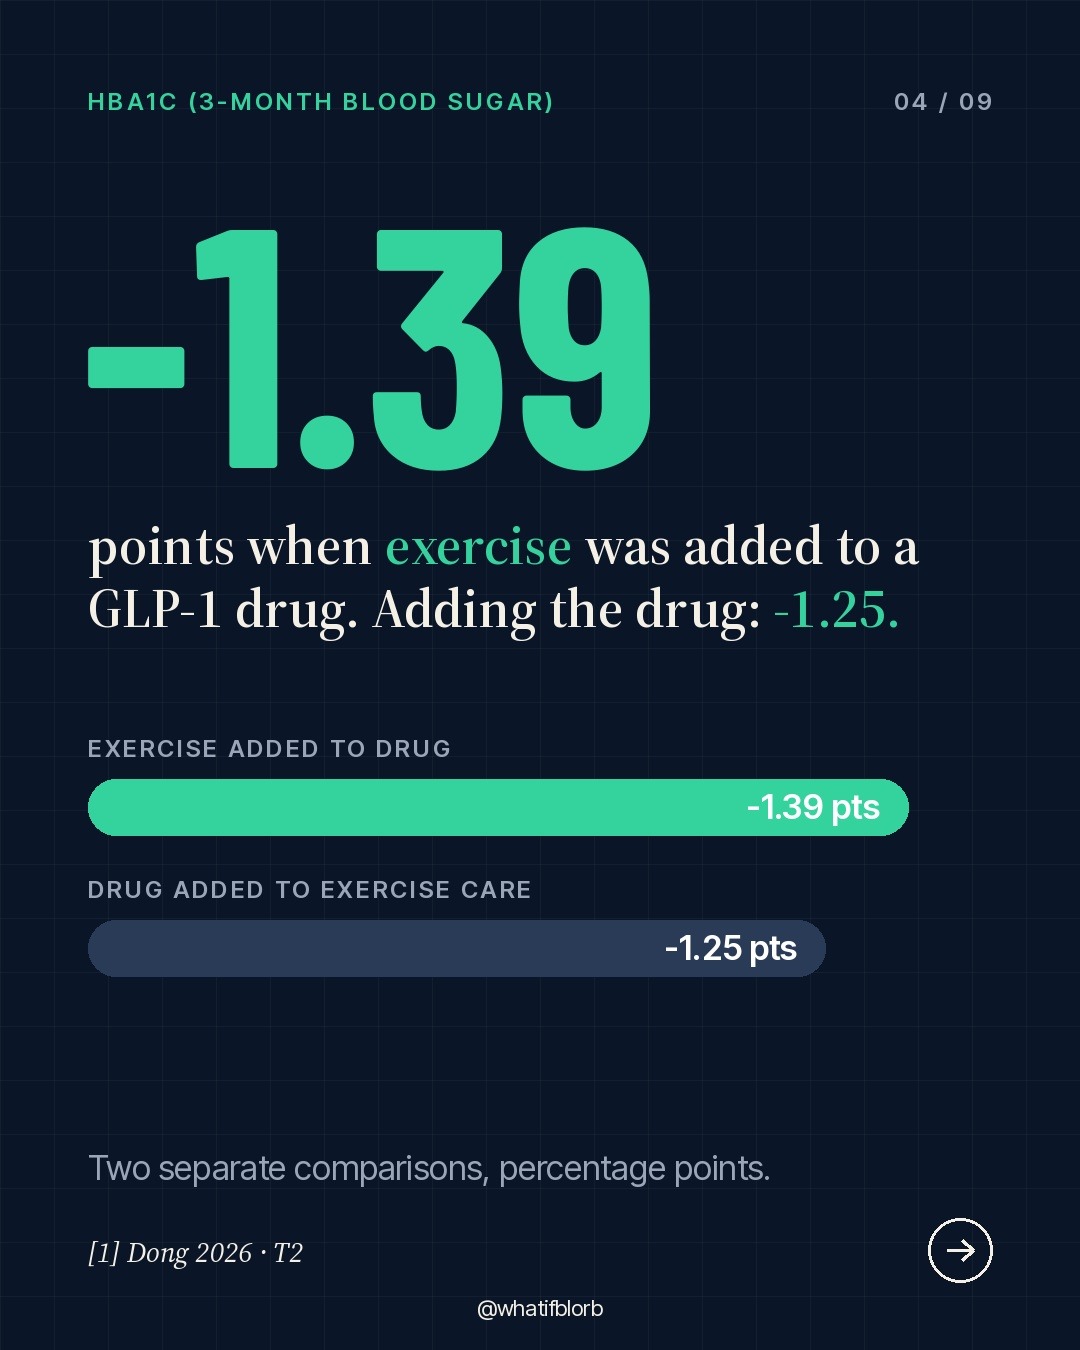 HBA1C (3-MONTH BLOOD SUGAR)
04 / 09
-1.39
points when exercise was added to a
GLP-1 drug. Adding the drug: -1.25.
EXERCISE ADDED TO DRUG
-1.39 pts
DRUG ADDED TO EXERCISE CARE
-1.25 pts
Two separate comparisons, percentage points.
[1] Dong 2026 · T2
@whatifblorb